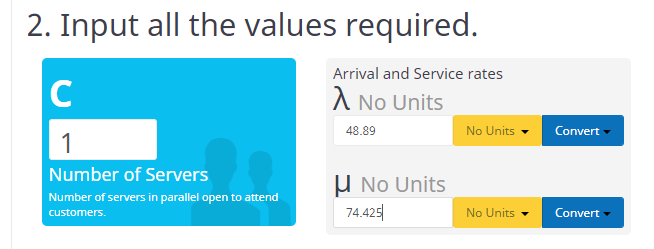 2. Input all the values required.
C
1
Number of Servers
Number of servers in parallel open to attend
customers.
Arrival and Service rates
λ No Units
48.89 No Units Convert
μ No Units
74.425 No Units Convert